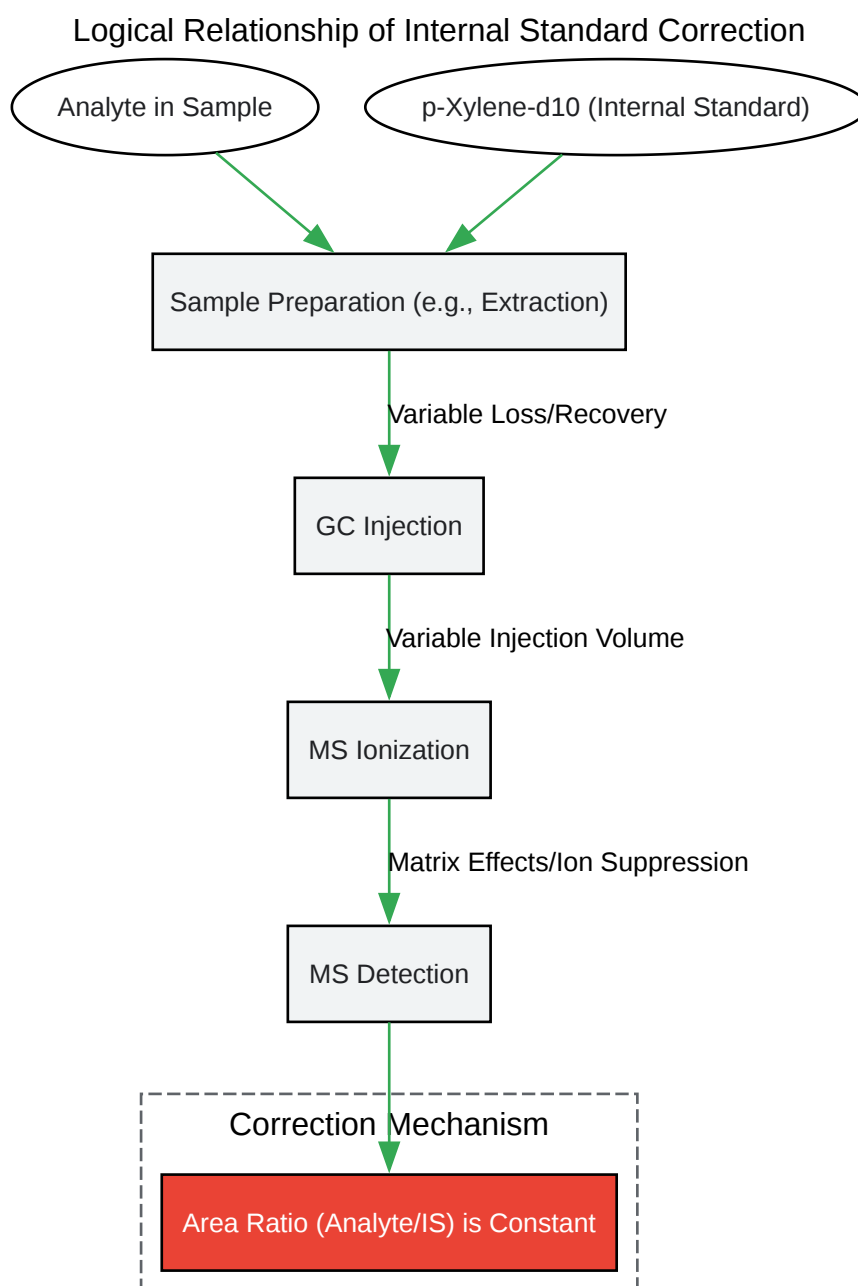 Logical Relationship of Internal Standard Correction
Analyte in Sample
p-Xylene-d10 (Internal Standard)
Sample Preparation (e.g., Extraction)
Variable Loss/Recovery
GC Injection
Variable Injection Volume
MS Ionization
Matrix Effects/Ion Suppression
MS Detection
Correction Mechanism
Area Ratio (Analyte/IS) is Constant